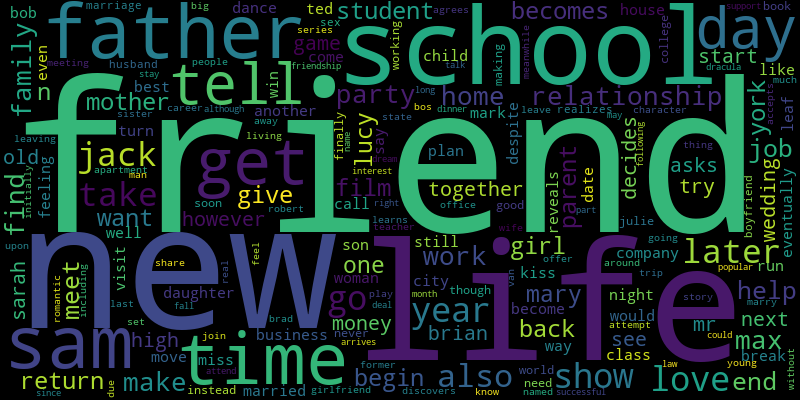 bob marriage big dance ted student agrees becomes house support book
father series sex school day
family even husband game come working child friendship college start like
n stay people tell win making talk meanwhile dracula long much
mother best career although another party home relationship york accepts leaf
friend
sister away turn living finally name lucy say state dinner bos mark plan leave realizes despite character may following job
old leaving feeling apartment man jack get dream film interest call right together date decides thing asks try
find initially take soon give robert learns office good reveals parent part julie boyfriend wedding eventually
want however well teacher wife
upon new visit share feel real son still work girl kiss going company later run
sarah meet romantic including daughter woman one though city offer van around trip popular help
last fall brad go play deal month year mary become night story marry
sam set business money never brian back would attempt mr max next
high join arrives time miss way see class could break
return move instead attend married girlfriend former begin also world need show law love young end without
since make due discovers know named successful
life